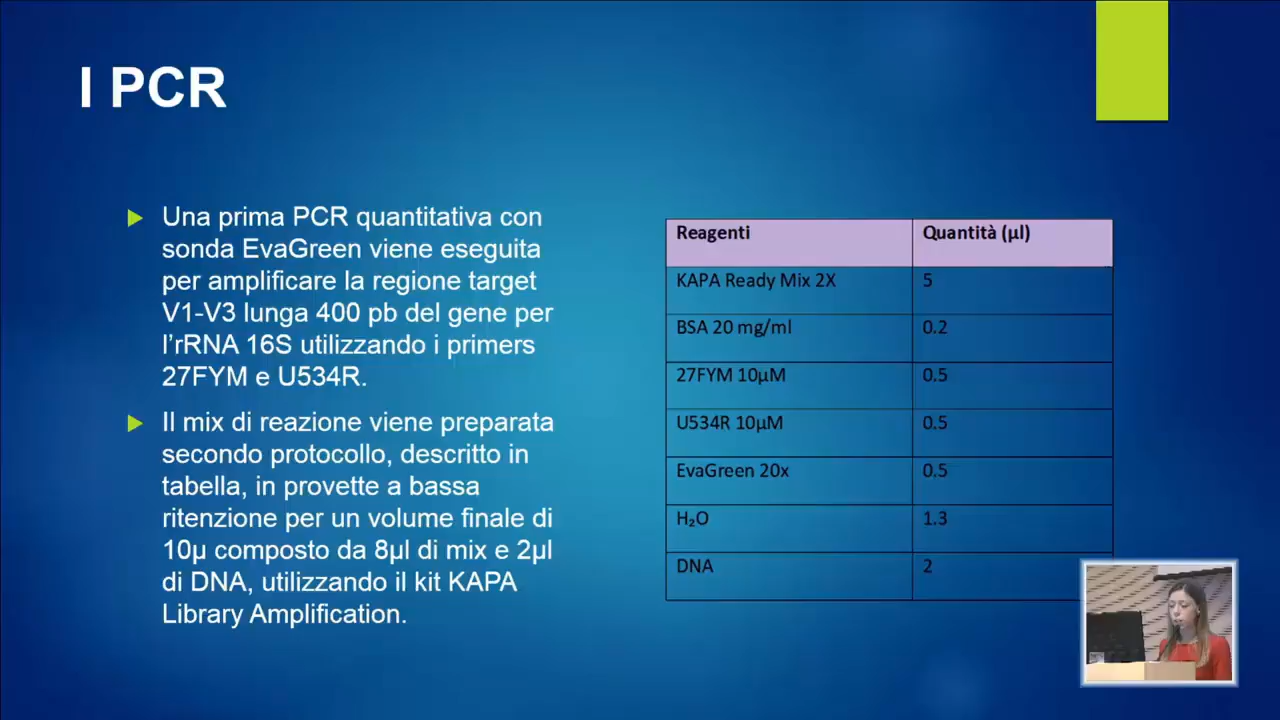 I PCR
Una prima PCR quantitativa con
sonda EvaGreen viene eseguita
per amplificare la regione target
V1-V3 lunga 400 pb del gene per
l’rRNA 16S utilizzando i primers
27FYM e U534R.
Il mix di reazione viene preparata
secondo protocollo, descritto in
tabella, in provette a bassa
ritenzione per un volume finale di
10µ composto da 8µl di mix e 2µl
di DNA, utilizzando il kit KAPA
Library Amplification.
Reagenti Quantità (µl)
KAPA Ready Mix 2X 5
BSA 20 mg/ml 0.2
27FYM 10µM 0.5
U534R 10µM 0.5
EvaGreen 20x 0.5
H₂O 1.3
DNA 2